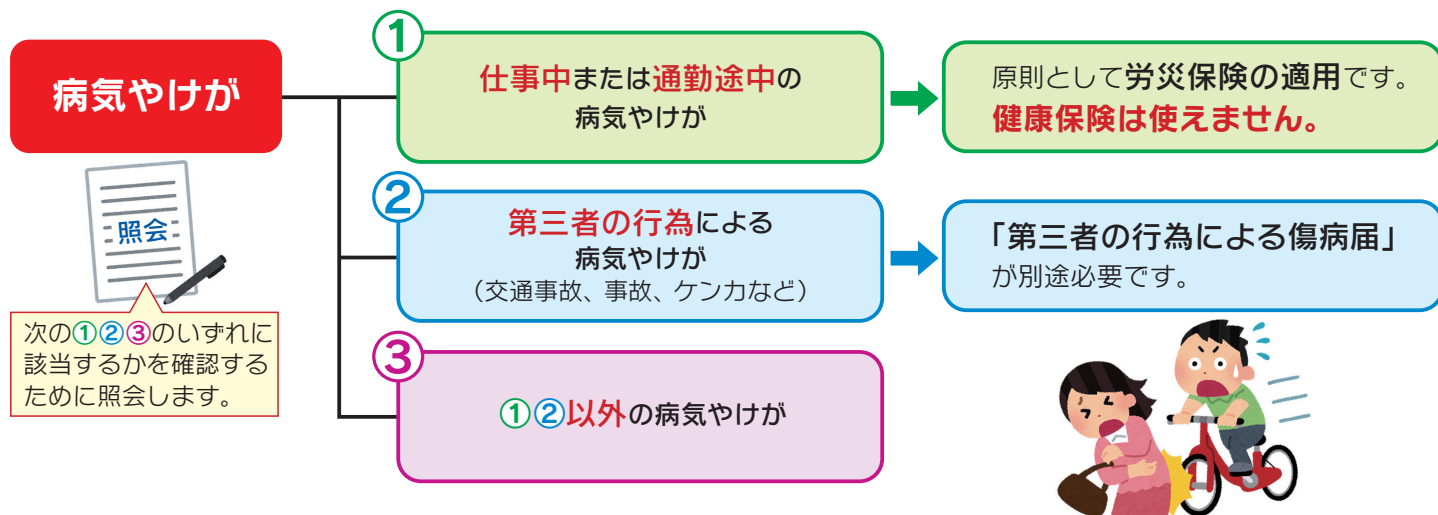 病気やけが
照会
次の①②③のいずれに
該当するかを確認する
ために照会します。
①
仕事中または通勤途中の
病気やけが
原則として労災保険の適用です。
健康保険は使えません。
②
第三者の行為による
病気やけが
（交通事故、事故、ケンカなど）
「第三者の行為による傷病届」
が別途必要です。
③
①②以外の病気やけが